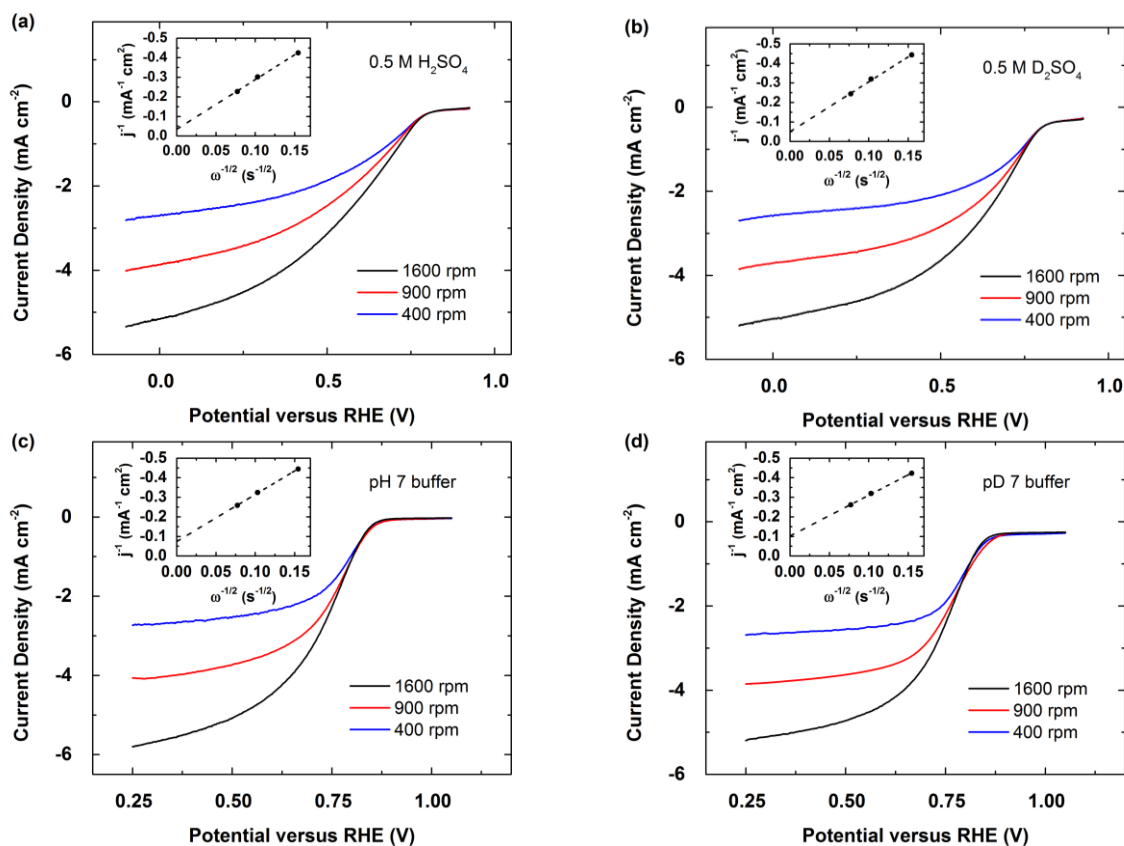 (a)
0.5 M H₂SO₄
-0.5
-0.4
-0.3
-0.2
-0.1
0.0
j⁻¹ (mA⁻¹ cm²)
0.00 0.05 0.10 0.15
ω⁻¹/² (s⁻¹/²)
0
-2
-4
-6
Current Density (mA cm⁻²)
1600 rpm
900 rpm
400 rpm
0.0 0.5 1.0
Potential versus RHE (V)
(b)
0.5 M D₂SO₄
-0.5
-0.4
-0.3
-0.2
-0.1
0.0
j⁻¹ (mA⁻¹ cm²)
0.00 0.05 0.10 0.15
ω⁻¹/² (s⁻¹/²)
0
-2
-4
-6
Current Density (mA cm⁻²)
1600 rpm
900 rpm
400 rpm
0.0 0.5 1.0
Potential versus RHE (V)
(c)
pH 7 buffer
-0.5
-0.4
-0.3
-0.2
-0.1
0.0
j⁻¹ (mA⁻¹ cm²)
0.00 0.05 0.10 0.15
ω⁻¹/² (s⁻¹/²)
0
-2
-4
-6
Current Density (mA cm⁻²)
1600 rpm
900 rpm
400 rpm
0.25 0.50 0.75 1.00
Potential versus RHE (V)
(d)
pD 7 buffer
-0.5
-0.4
-0.3
-0.2
-0.1
0.0
j⁻¹ (mA⁻¹ cm²)
0.00 0.05 0.10 0.15
ω⁻¹/² (s⁻¹/²)
0
-2
-4
-6
Current Density (mA cm⁻²)
1600 rpm
900 rpm
400 rpm
0.25 0.50 0.75 1.00
Potential versus RHE (V)